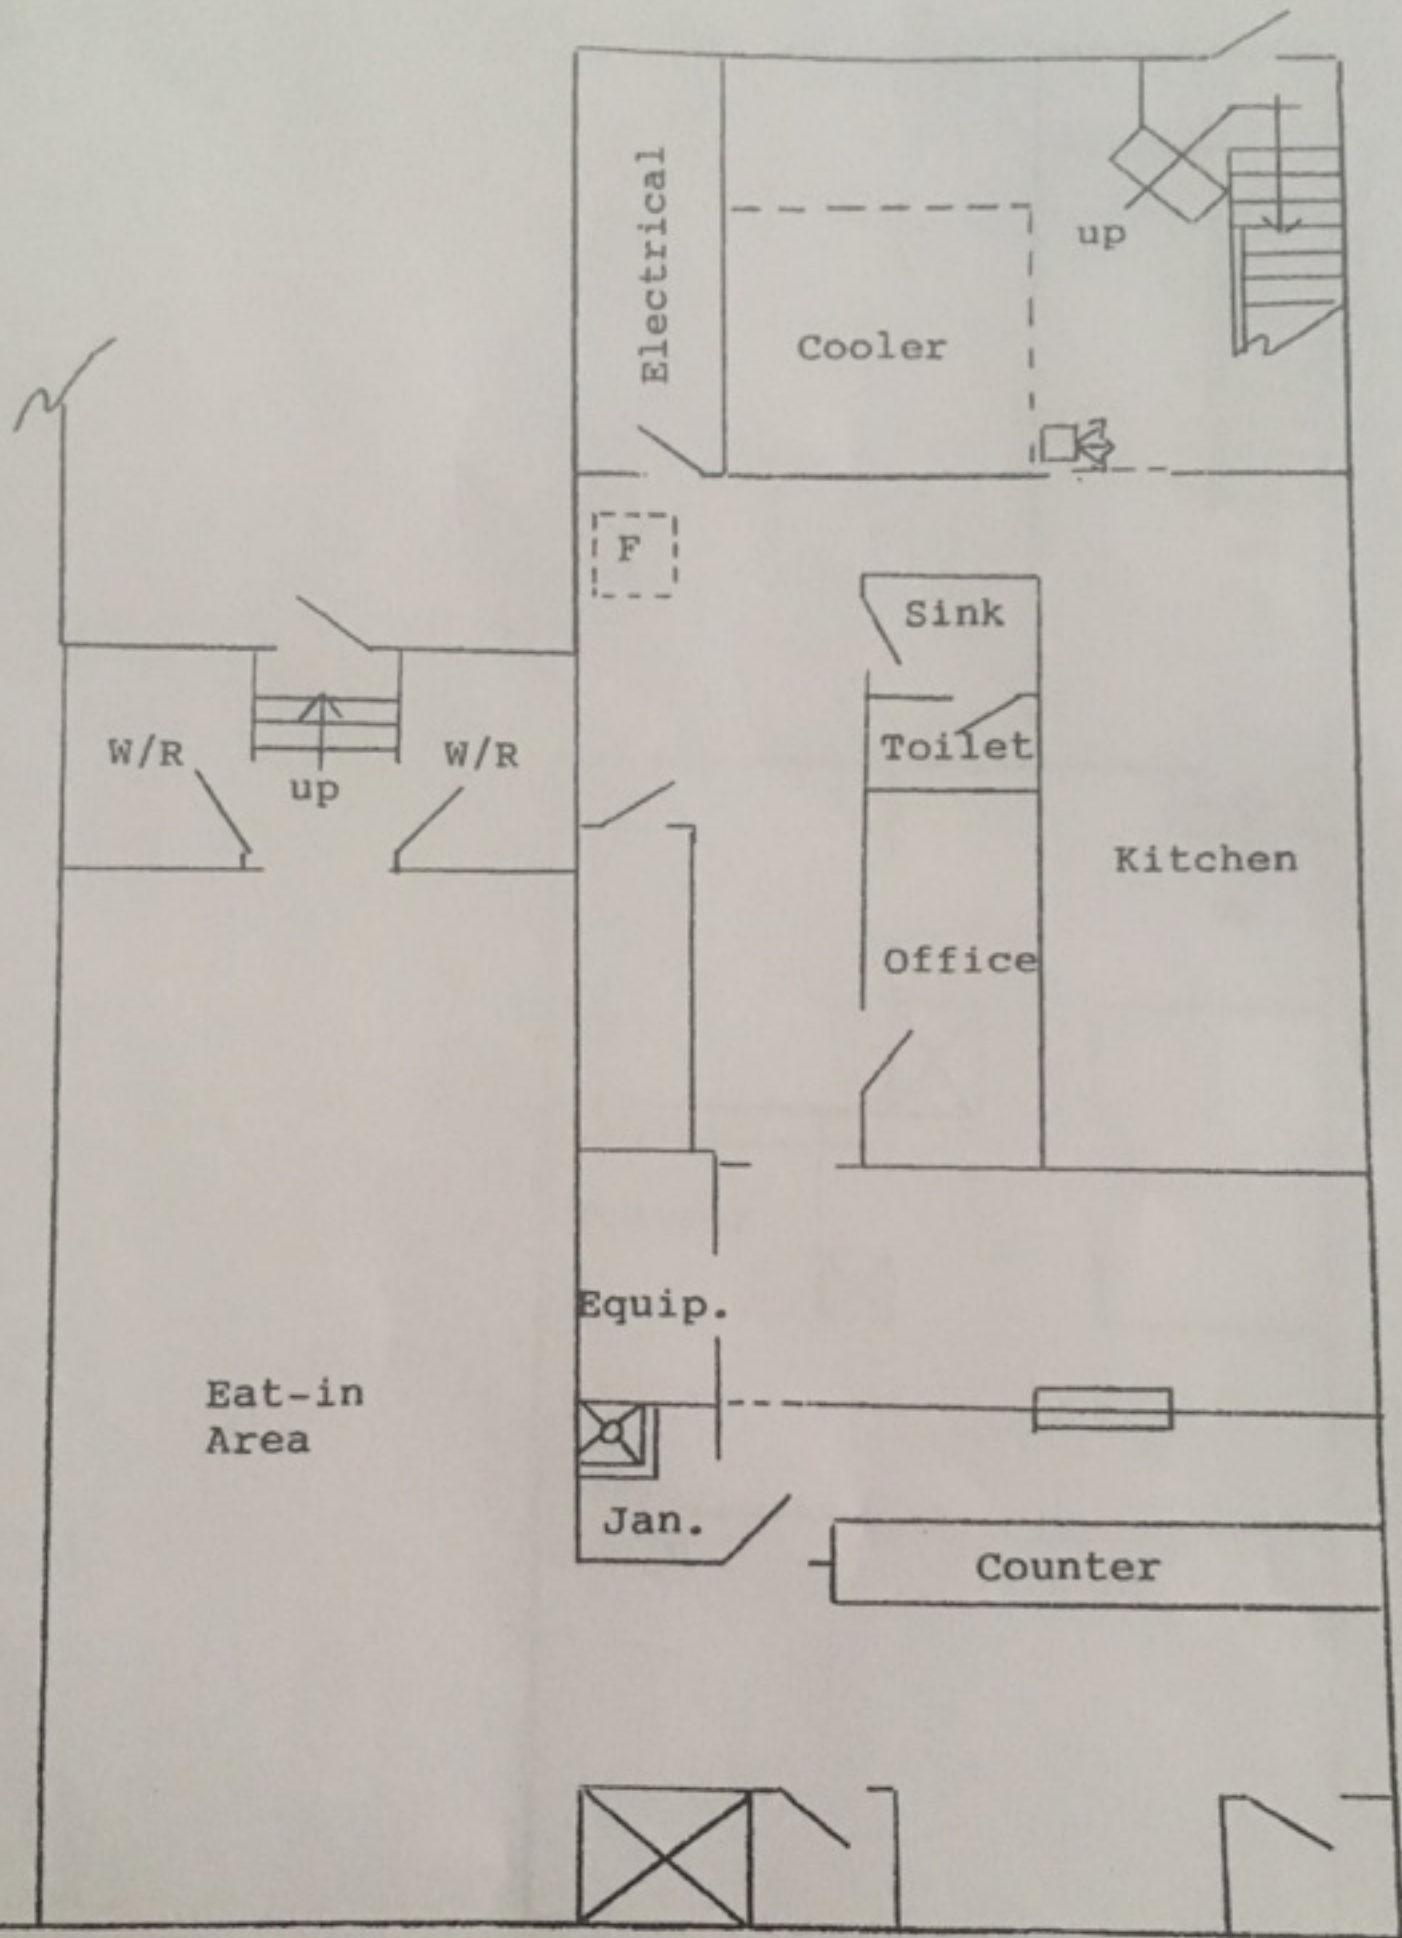 Electrical
up
Cooler
F
Sink
W/R
up
W/R
Toilet
Kitchen
Office
Equip.
Eat-in
Area
Jan.
Counter